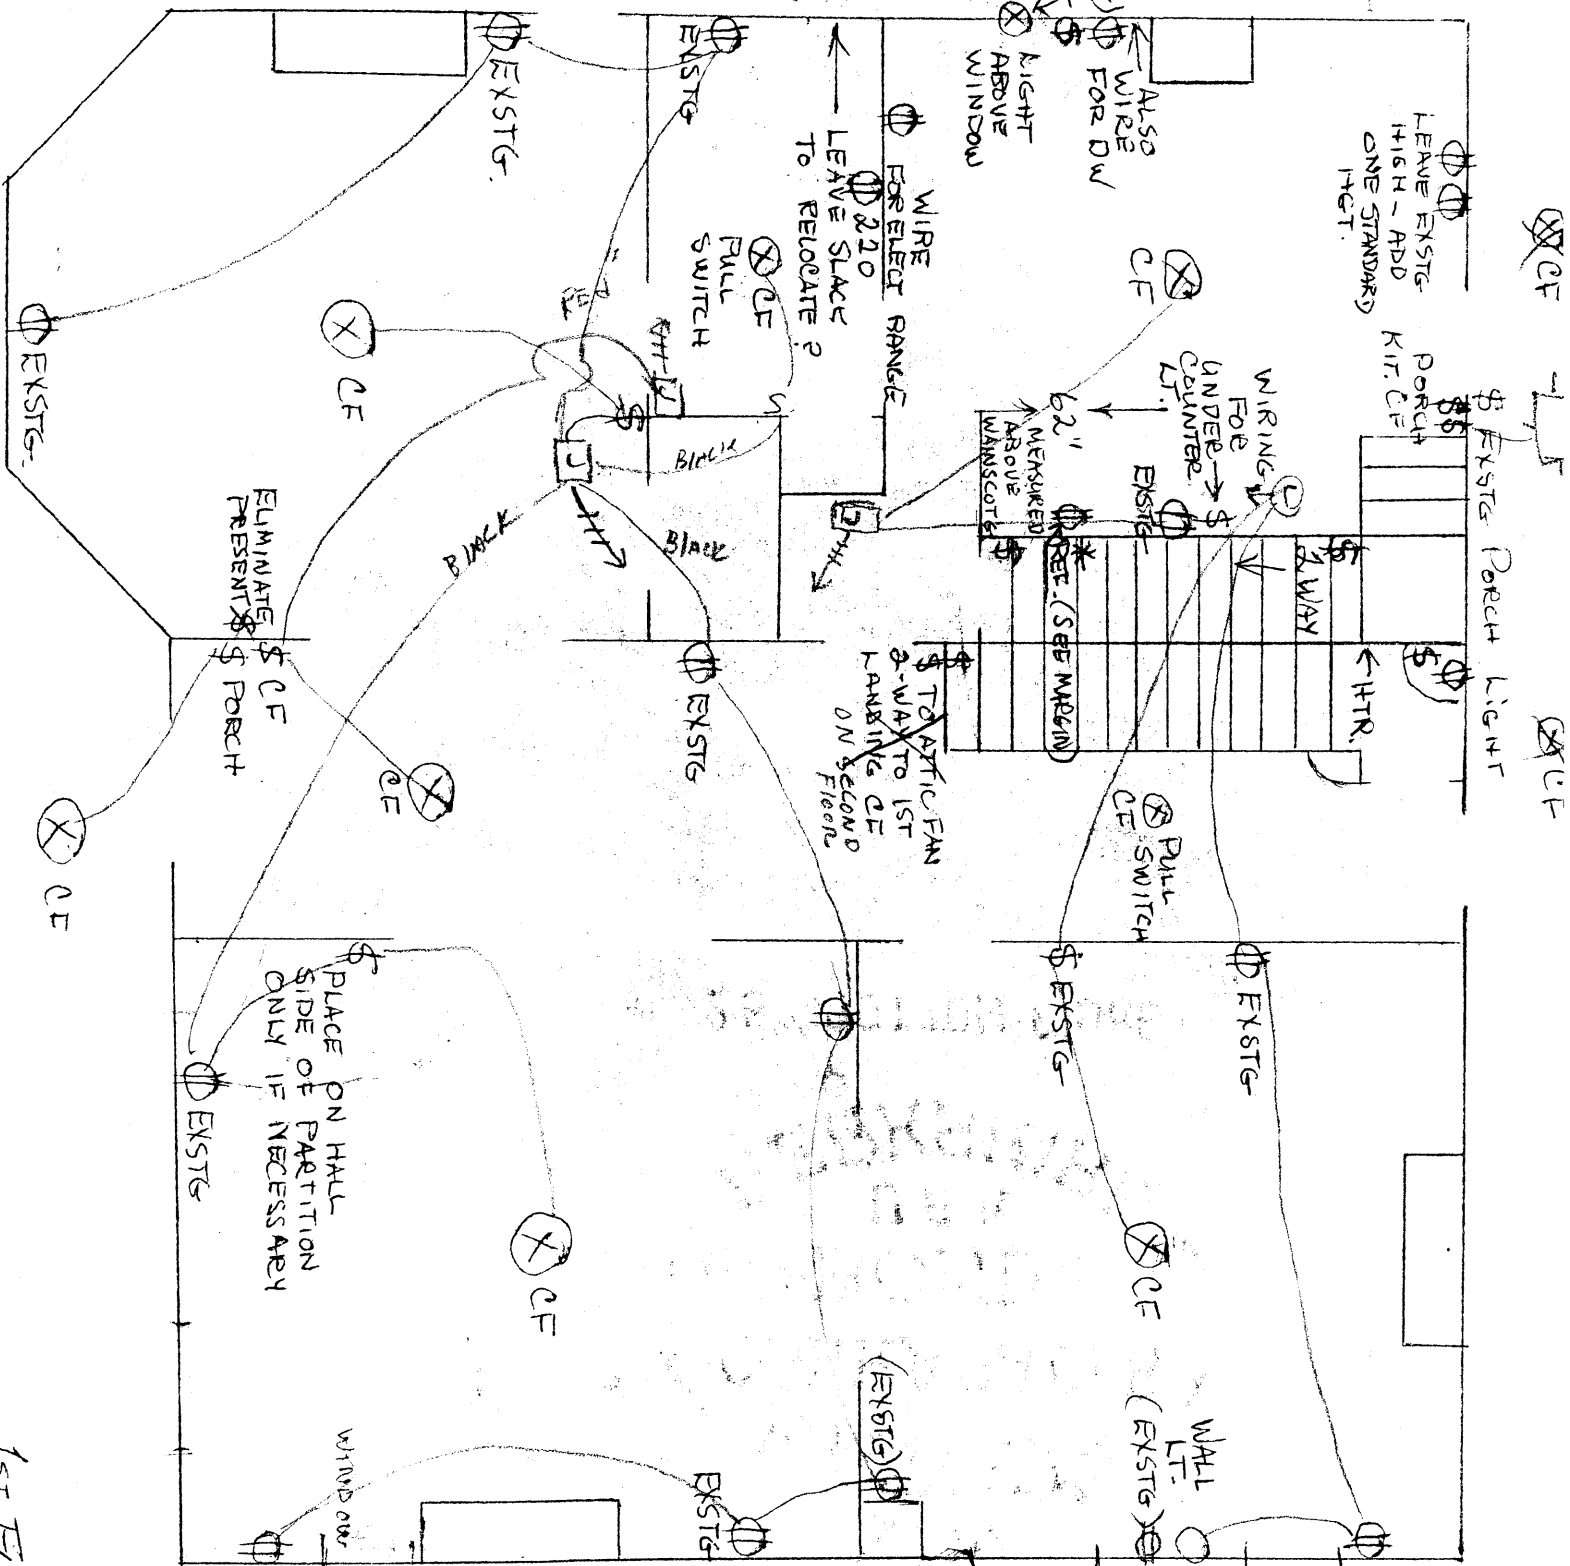 EXSTG.
EXSTG
LIGHT
ABOVE
WINDOW
ALSO
WIRE
FOR DW
LEAVE EXSTG
HIGH - ADD
ONE STANDARD
HGT.
CF
WIRE
FOR ELECT RANGE
220
LEAVE SLACK
TO RELOCATE ?
CF
PULL
SWITCH
CF
PORCH
KIT. CF
$ EXSTG PORCH LIGHT
WIRING
FOR
UNDER
COUNTER
LT.
62"
MEASURED
ABOVE
WAINSCOTG
EXSTG
EXSTG.
CF
RED
J
BLACK
BLACK
BLACK
J
REF. (SEE MARGIN)
2 WAY
HTR.
CF
ELIMINATE
PRESENT $
$ CF
$ PORCH
CF
CF
EXSTG
$ TO ATTIC FAN
2-WAY TO 1ST
LANDING CF
ON SECOND
FLOOR
PULL
SWITCH
CF
PLACE ON HALL
SIDE OF PARTITION
ONLY IF NECESSARY
EXSTG
$ EXSTG
EXSTG
CF
CF
WINDOW
EXSTG
(EXSTG)
WALL
LT.
(EXSTG)
1ST